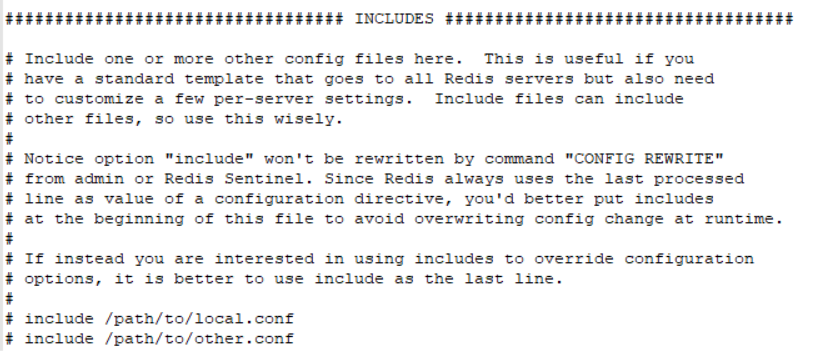 ################################## INCLUDES ###################################

# Include one or more other config files here.  This is useful if you
# have a standard template that goes to all Redis servers but also need
# to customize a few per-server settings.  Include files can include
# other files, so use this wisely.
#
# Notice option "include" won't be rewritten by command "CONFIG REWRITE"
# from admin or Redis Sentinel. Since Redis always uses the last processed
# line as value of a configuration directive, you'd better put includes
# at the beginning of this file to avoid overwriting config change at runtime.
#
# If instead you are interested in using includes to override configuration
# options, it is better to use include as the last line.
#
# include /path/to/local.conf
# include /path/to/other.conf